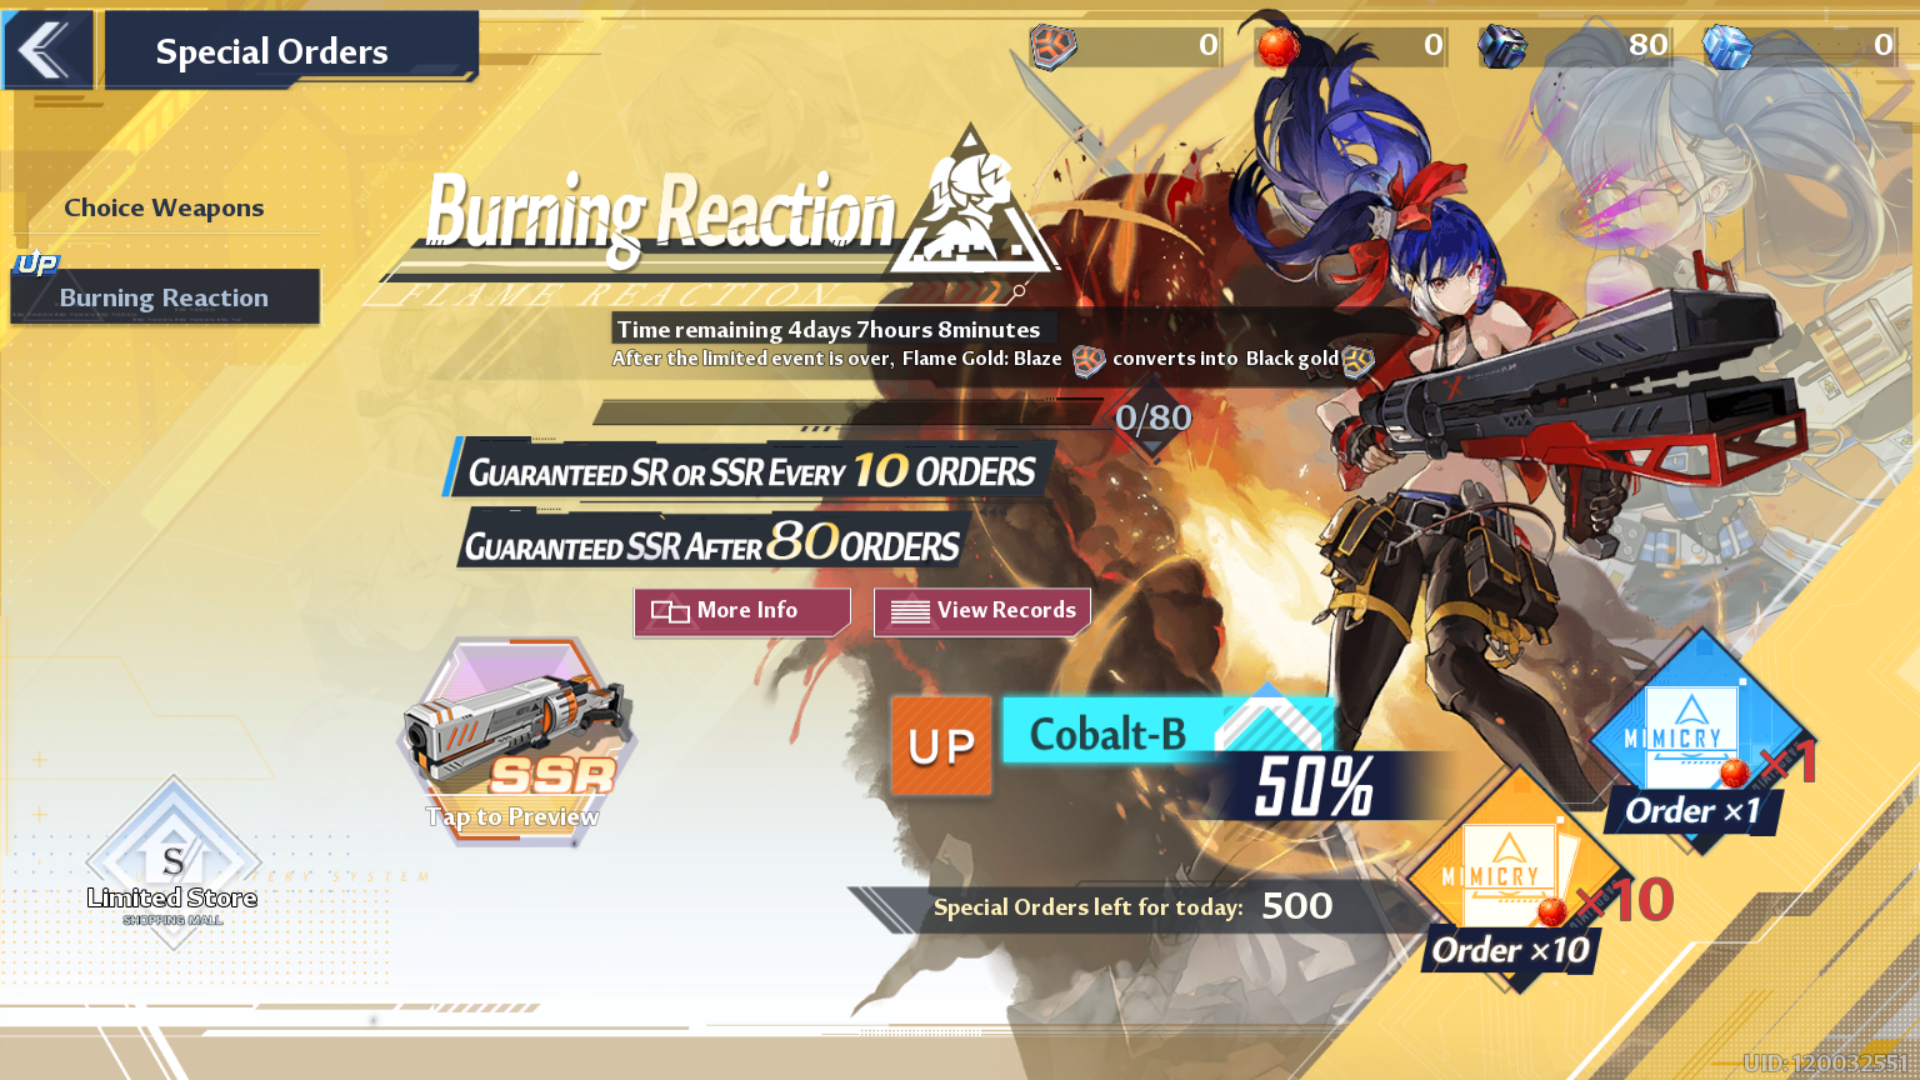 Special Orders
0
0
80
0
Choice Weapons
UP
Burning Reaction
Burning Reaction
FLAME REACTION
Time remaining 4days 7hours 8minutes
After the limited event is over, Flame Gold: Blaze converts into Black gold
0/80
GUARANTEED SR OR SSR EVERY 10 ORDERS
GUARANTEED SSR AFTER 80 ORDERS
More Info
View Records
SSR
Tap to Preview
UP
Cobalt-B
50%
MIMICRY
×1
Order ×1
MIMICRY
×10
Order ×10
Special Orders left for today: 500
S
Limited Store
SHOPPING MALL
UID: 120032551